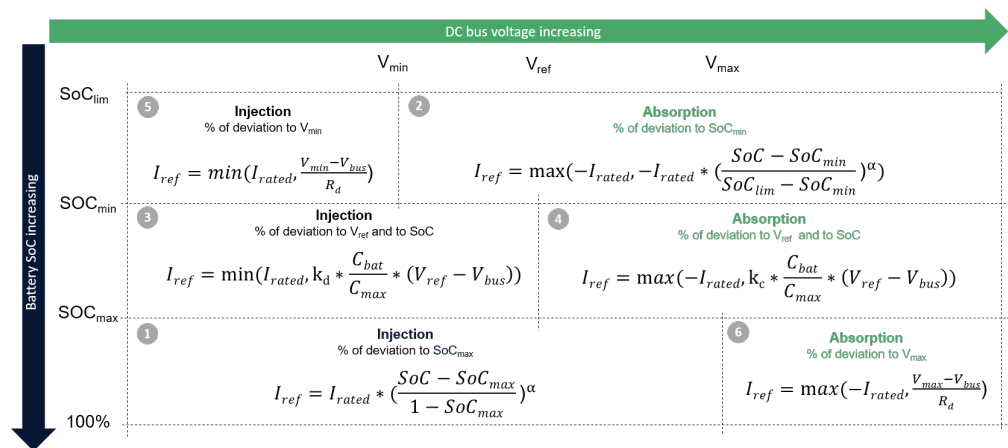 DC bus voltage increasing
V_min V_ref V_max
Battery SoC increasing
SoC_lim
5 Injection
% of deviation to V_min
I_ref = min(I_rated, (V_min−V_bus)/R_d)
2 Absorption
% of deviation to SoC_min
I_ref = max(−I_rated, −I_rated * ((SoC − SoC_min)/(SoC_lim − SoC_min))^α)
SOC_min
3 Injection
% of deviation to V_ref and to SoC
I_ref = min(I_rated, k_d * C_bat/C_max * (V_ref − V_bus))
4 Absorption
% of deviation to V_ref and to SoC
I_ref = max(−I_rated, k_c * C_bat/C_max * (V_ref − V_bus))
SOC_max
1 Injection
% of deviation to SoC_max
I_ref = I_rated * ((SoC − SoC_max)/(1 − SoC_max))^α
6 Absorption
% of deviation to V_max
I_ref = max(−I_rated, (V_max−V_bus)/R_d)
100%